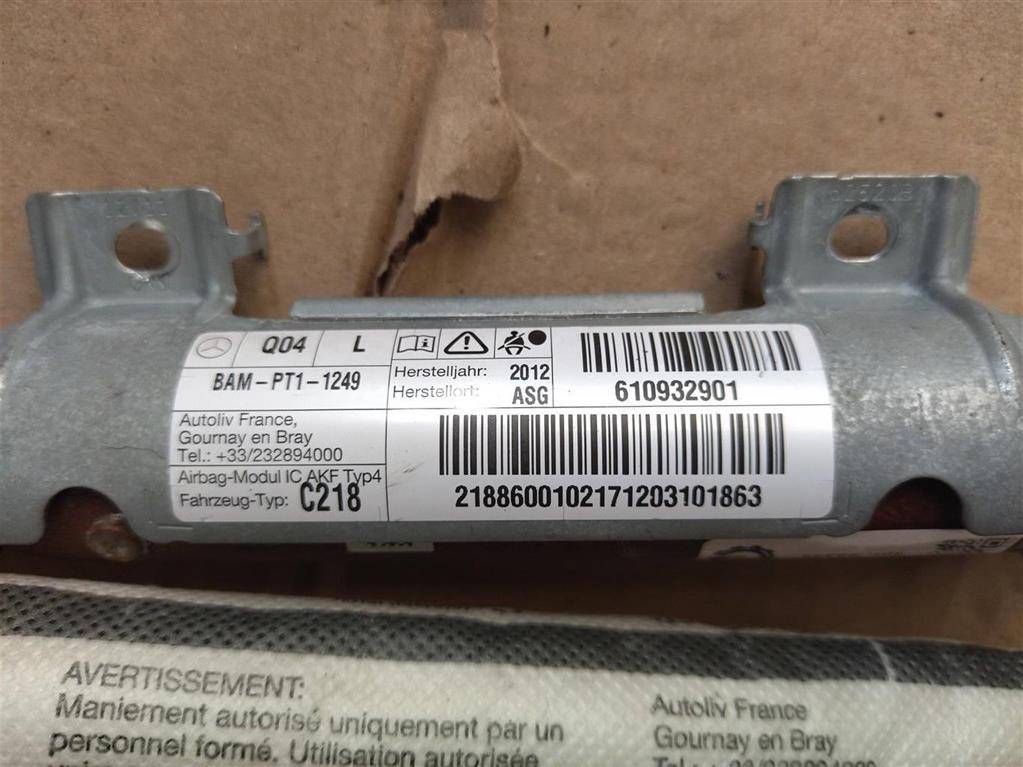 Q04 L
BAM-PT1-1249
Herstelljahr: 2012
Herstellort: ASG
610932901
Autoliv France,
Gournay en Bray
Tel.: +33/232894000
Airbag-Modul IC AKF Typ4
Fahrzeug-Typ: C218
2188600102171203101863
AVERTISSEMENT:
Maniement autorisé uniquement par un
personnel formé. Utilisation autorisée
Autoliv France
Gournay en Bray